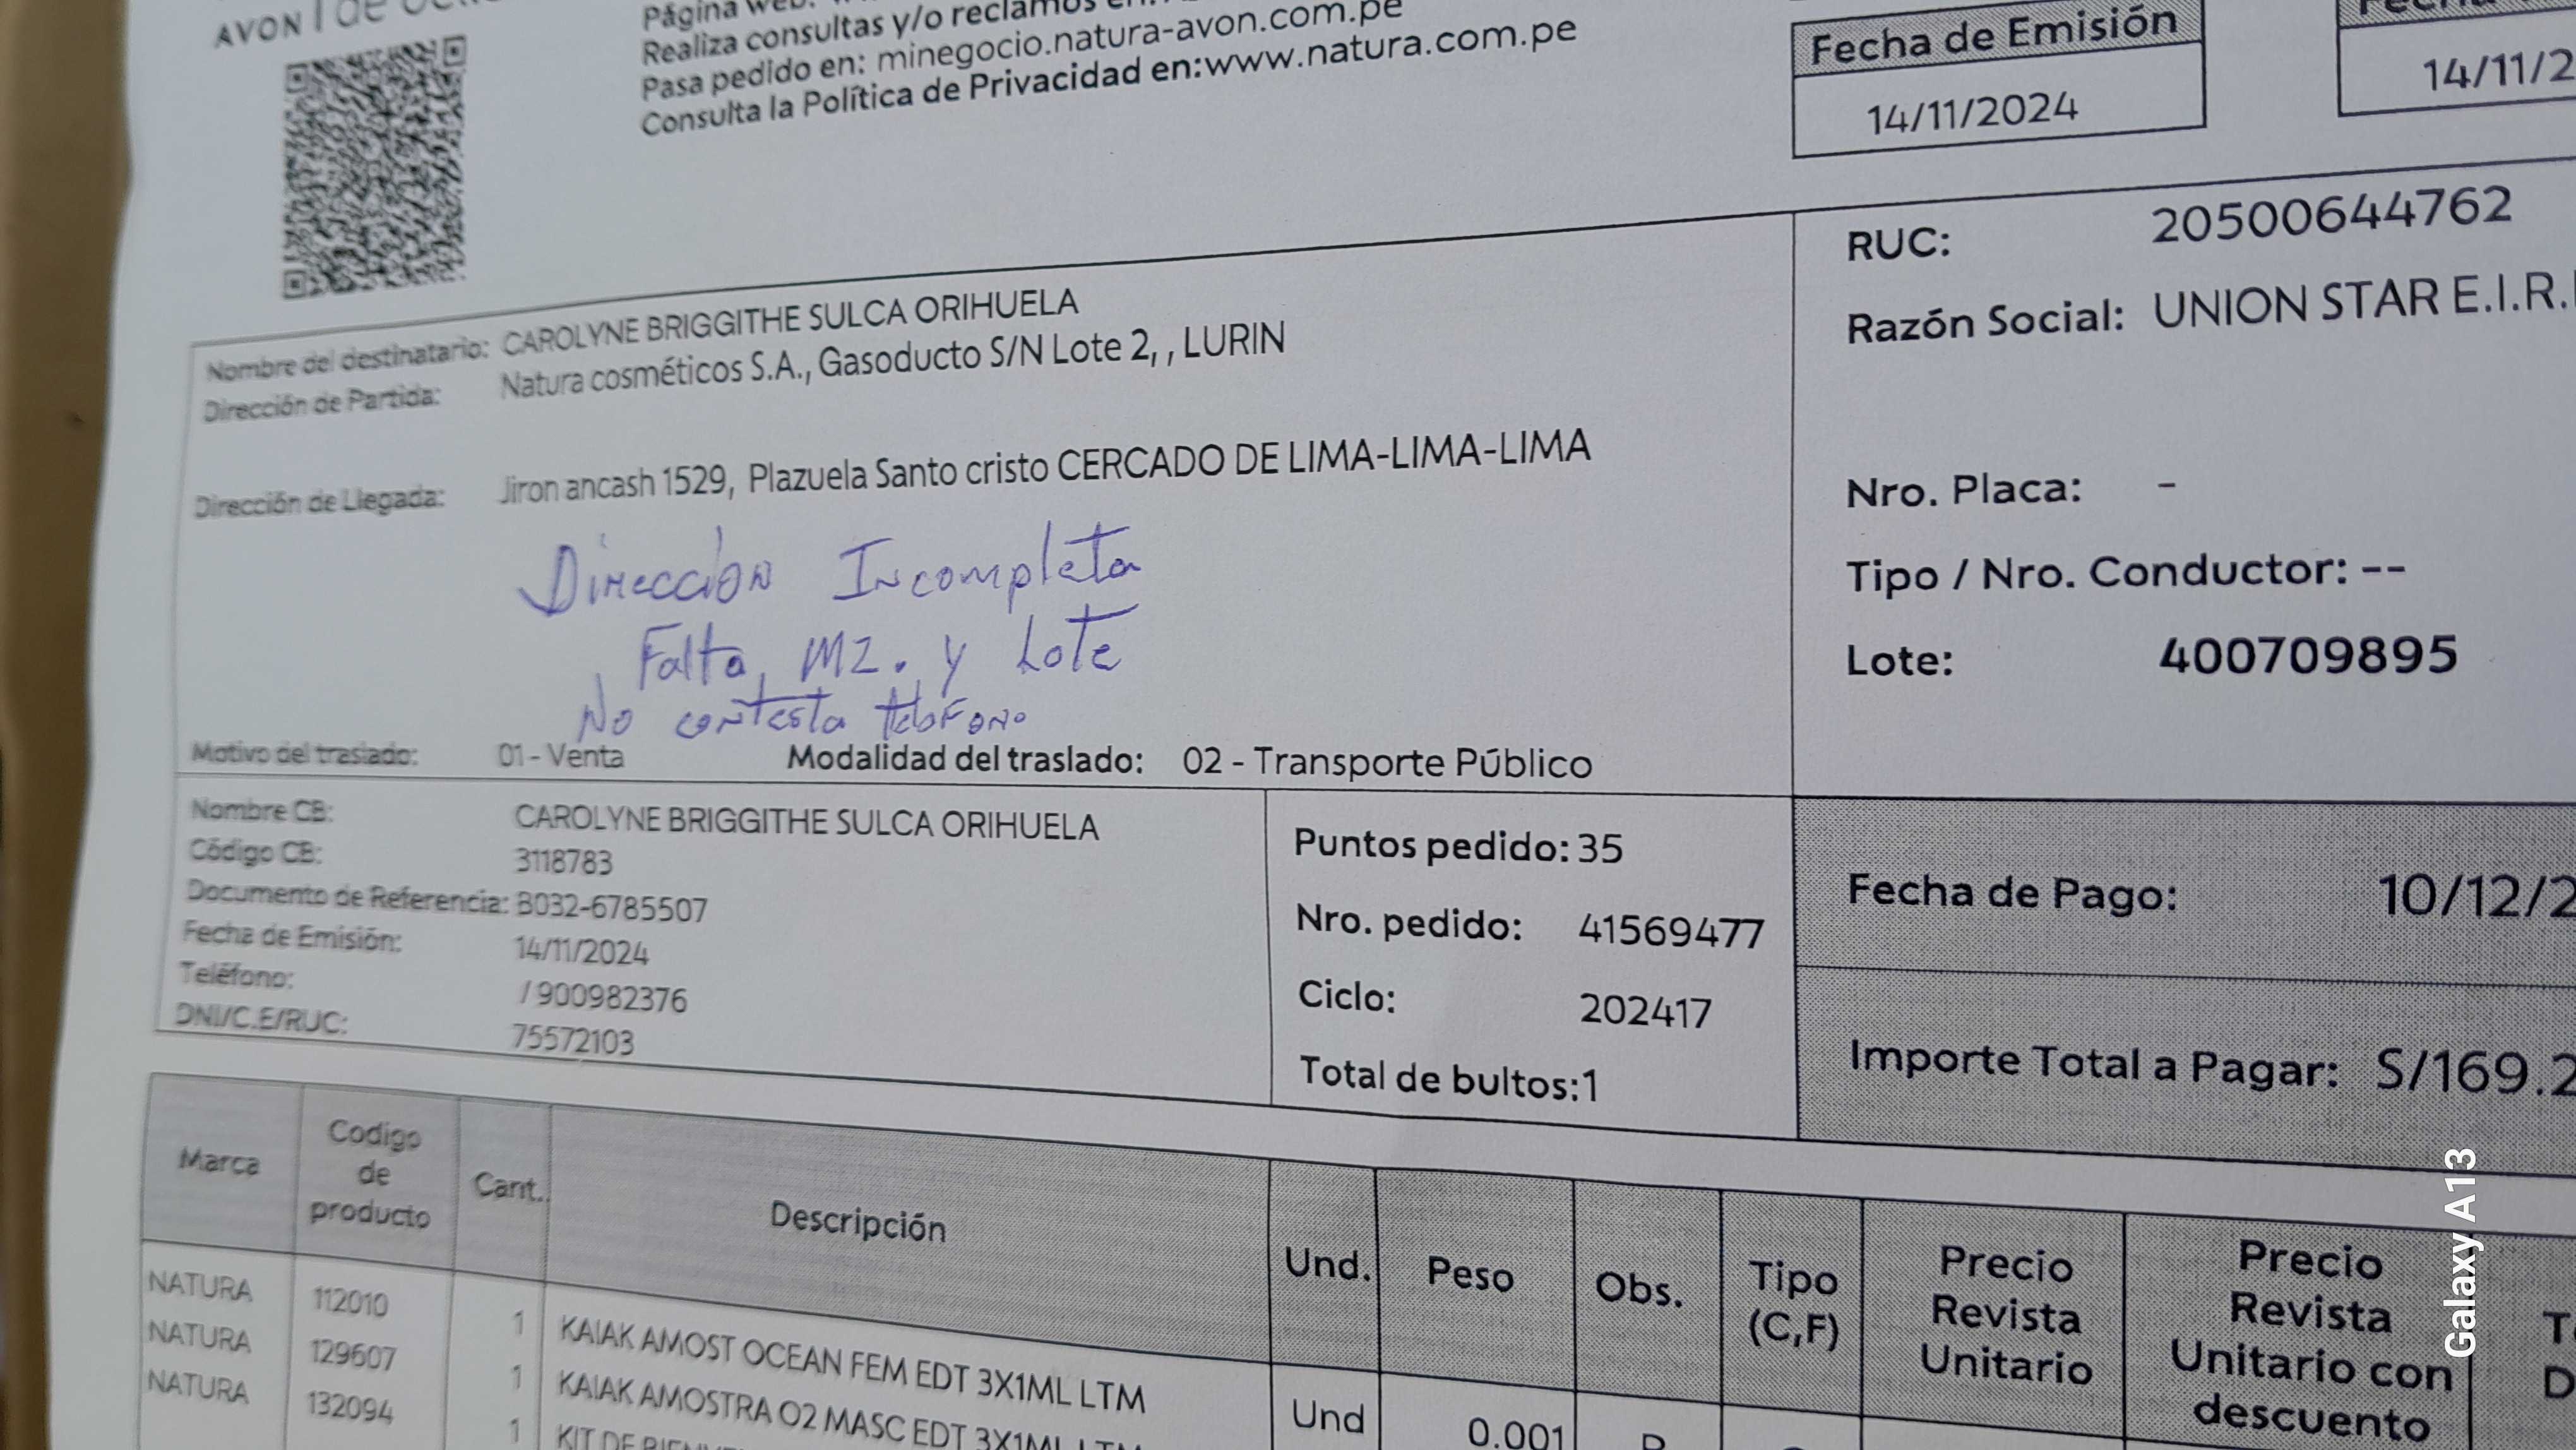 AVON | de
Página web:
Realiza consultas y/o reclamos en:
Pasa pedido en: minegocio.natura-avon.com.pe
Consulta la Política de Privacidad en:www.natura.com.pe
Fecha de Emisión
14/11/2024
14/11/2
RUC: 20500644762
Razón Social: UNION STAR E.I.R.
Nombre del destinatario: CAROLYNE BRIGGITHE SULCA ORIHUELA
Dirección de Partida: Natura cosméticos S.A., Gasoducto S/N Lote 2, , LURIN
Dirección de Llegada: Jiron ancash 1529, Plazuela Santo cristo CERCADO DE LIMA-LIMA-LIMA
Nro. Placa: -
Tipo / Nro. Conductor: --
Lote: 400709895
Dirección Incompleta
Falta, MZ. y Lote
No contesta telefono
Motivo del traslado: 01 - Venta Modalidad del traslado: 02 - Transporte Público
Nombre CB: CAROLYNE BRIGGITHE SULCA ORIHUELA
Código CB: 3118783
Documento de Referencia: B032-6785507
Fecha de Emisión: 14/11/2024
Teléfono: / 900982376
DNI/C.E/RUC: 75572103
Puntos pedido: 35
Nro. pedido: 41569477
Ciclo: 202417
Total de bultos:1
Fecha de Pago: 10/12/2
Importe Total a Pagar: S/169.2
Marca Codigo de producto Cant. Descripción Und. Peso Obs. Tipo (C,F) Precio Revista Unitario Precio Revista Unitario con descuento
NATURA 112010 1 KAIAK AMOST OCEAN FEM EDT 3X1ML LTM Und 0.001
NATURA 129607 1 KAIAK AMOSTRA O2 MASC EDT 3X1ML LTM
NATURA 132094 1 KIT DE
Galaxy A13